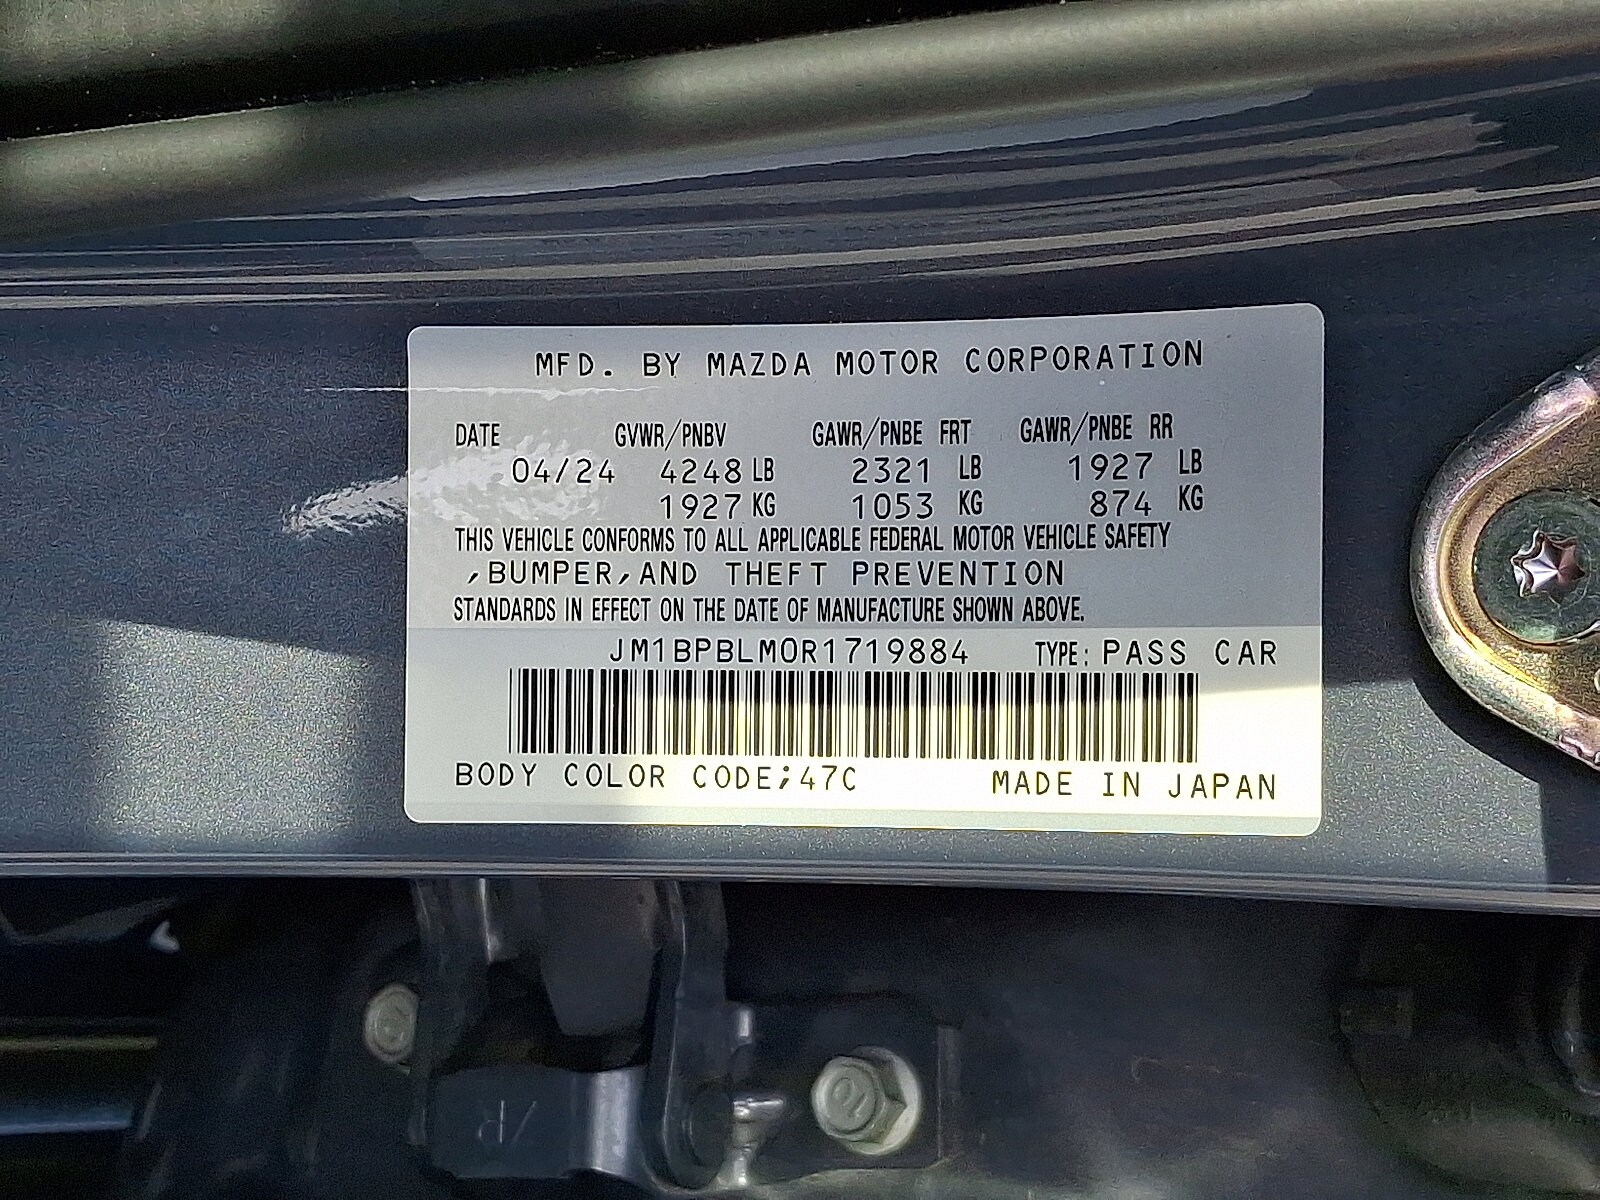 MFD. BY MAZDA MOTOR CORPORATION
DATE GVWR/PNBV GAWR/PNBE FRT GAWR/PNBE RR
04/24 4248 LB 2321 LB 1927 LB
1927 KG 1053 KG 874 KG
THIS VEHICLE CONFORMS TO ALL APPLICABLE FEDERAL MOTOR VEHICLE SAFETY
,BUMPER,AND THEFT PREVENTION
STANDARDS IN EFFECT ON THE DATE OF MANUFACTURE SHOWN ABOVE.
JM1BPBLM0R1719884 TYPE: PASS CAR
BODY COLOR CODE;47C MADE IN JAPAN